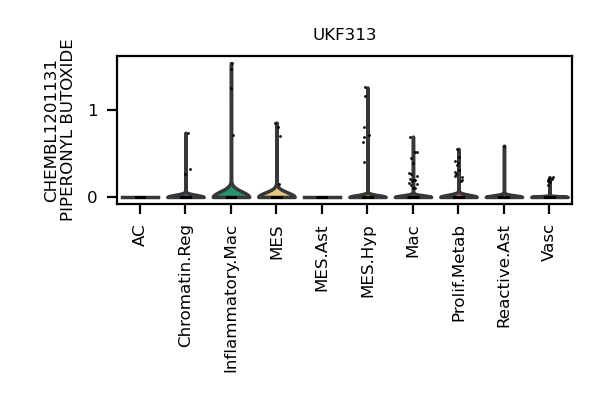 UKF313
CHEMBL1201131
PIPERONYL BUTOXIDE
1
0
AC
Chromatin.Reg
Inflammatory.Mac
MES
MES.Ast
MES.Hyp
Mac
Prolif.Metab
Reactive.Ast
Vasc